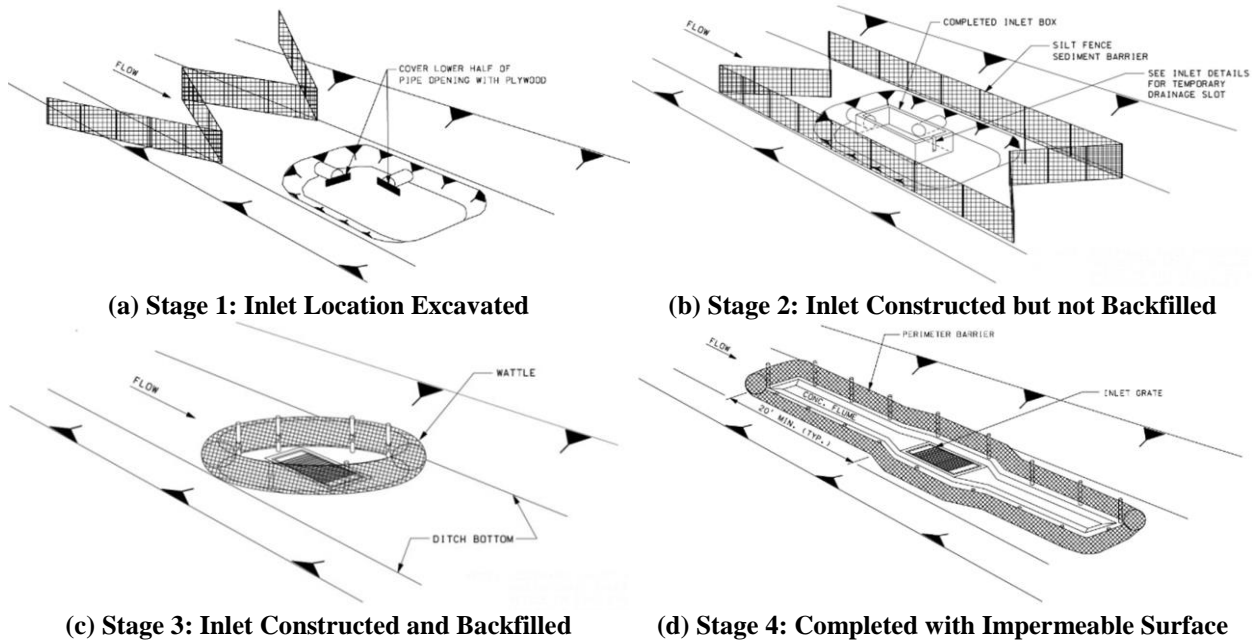 FLOW
COVER LOWER HALF OF
PIPE OPENING WITH PLYWOOD
(a) Stage 1: Inlet Location Excavated
FLOW
COMPLETED INLET BOX
SILT FENCE
SEDIMENT BARRIER
SEE INLET DETAILS
FOR TEMPORARY
DRAINAGE SLOT
(b) Stage 2: Inlet Constructed but not Backfilled
FLOW
WATTLE
DITCH BOTTOM
(c) Stage 3: Inlet Constructed and Backfilled
FLOW
PERIMETER BARRIER
INLET GRATE
CONC. FLUME
20' MIN. (TYP.)
(d) Stage 4: Completed with Impermeable Surface